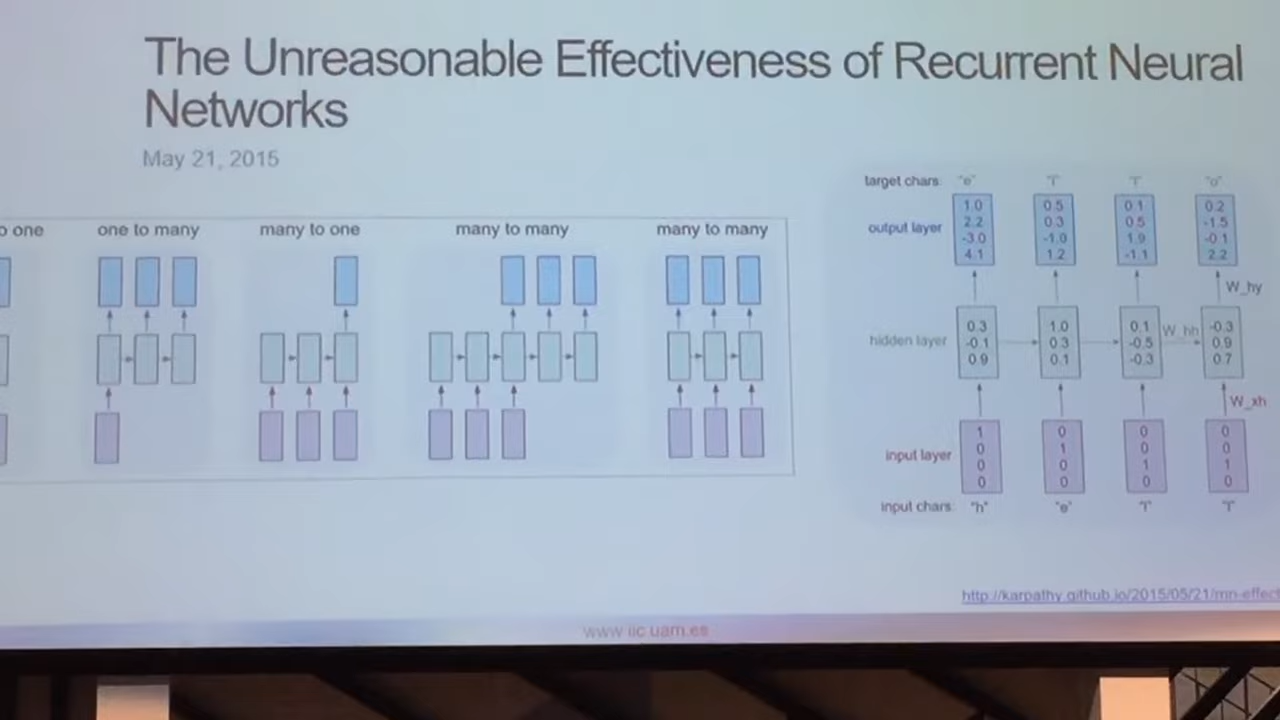 The Unreasonable Effectiveness of Recurrent Neural
Networks
May 21, 2015
o one one to many many to one many to many many to many
target chars: "e" "l" "l" "o"
output layer
1.0 0.5 0.1 0.2
2.2 0.3 0.5 -1.5
-3.0 -1.0 1.9 -0.1
4.1 1.2 -1.1 2.2
W_hy
hidden layer
0.3 1.0 0.1 W_hh -0.3
-0.1 0.3 -0.5 0.9
0.9 0.1 -0.3 0.7
W_xh
input layer
1 0 0 0
0 1 0 0
0 0 1 1
0 0 0 0
input chars: "h" "e" "l" "l"
http://karpathy.github.io/2015/05/21/rnn-effect
www.iic.uam.es